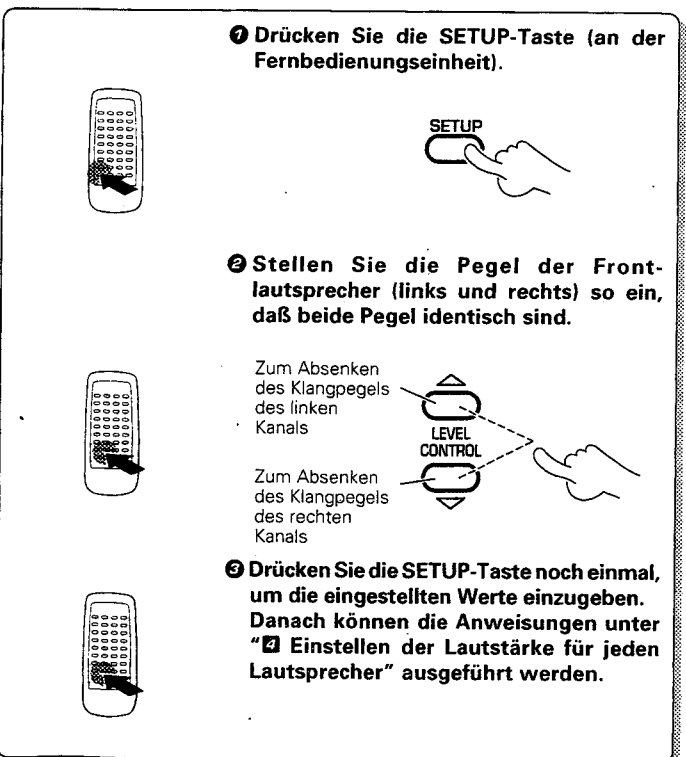 ❶ Drücken Sie die SETUP-Taste (an der
Fernbedienungseinheit).
SETUP
❷ Stellen Sie die Pegel der Front-
lautsprecher (links und rechts) so ein,
daß beide Pegel identisch sind.
Zum Absenken
des Klangpegels
des linken
Kanals
LEVEL
CONTROL
Zum Absenken
des Klangpegels
des rechten
Kanals
❸ Drücken Sie die SETUP-Taste noch einmal,
um die eingestellten Werte einzugeben.
Danach können die Anweisungen unter
"4 Einstellen der Lautstärke für jeden
Lautsprecher" ausgeführt werden.